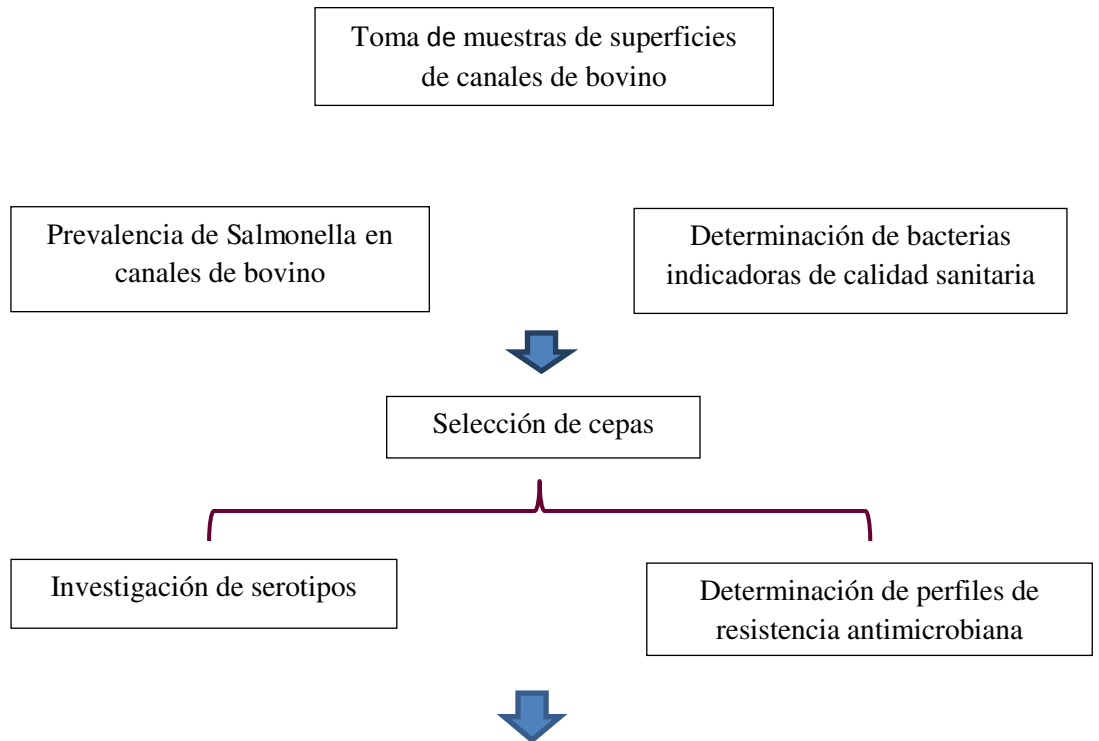 Toma de muestras de superficies
de canales de bovino
Prevalencia de Salmonella en
canales de bovino
Determinación de bacterias
indicadoras de calidad sanitaria
Selección de cepas
Investigación de serotipos
Determinación de perfiles de
resistencia antimicrobiana